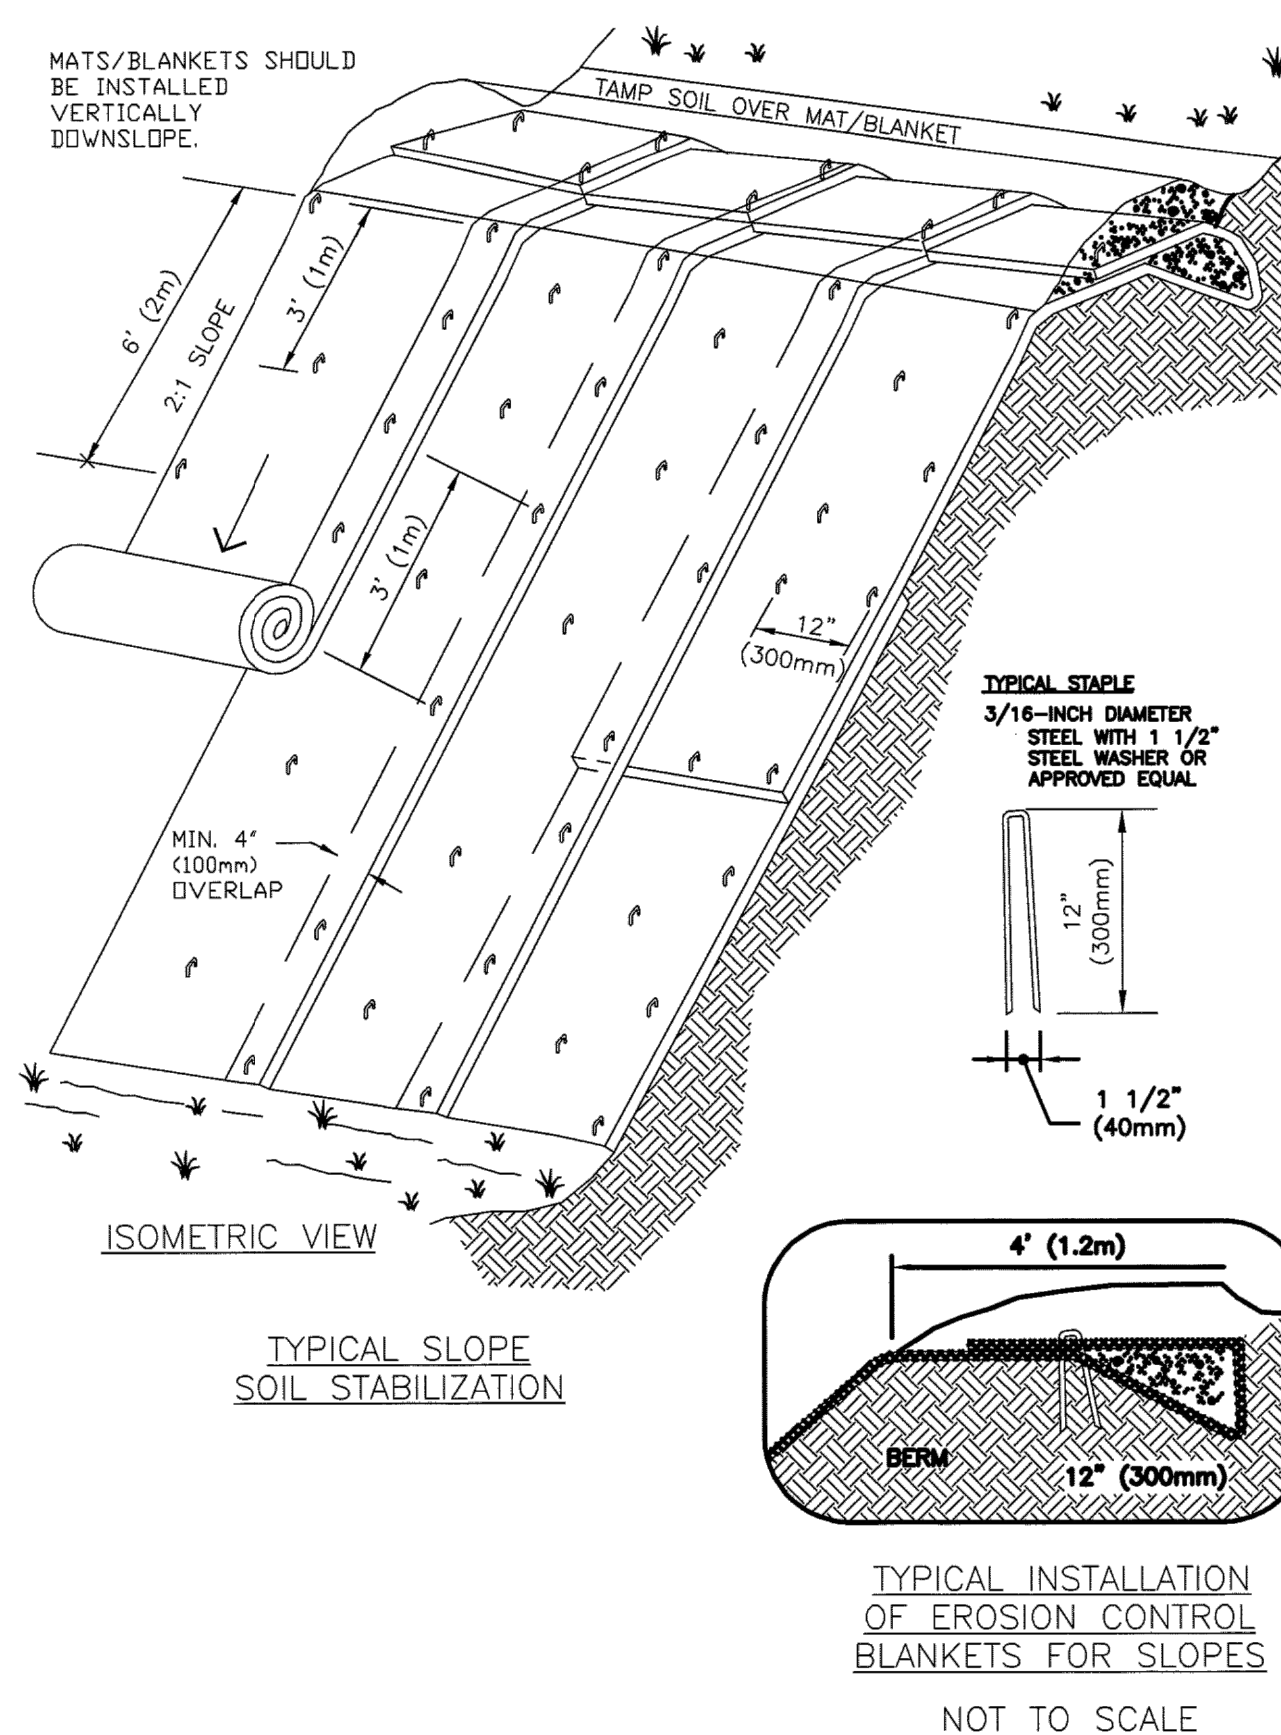 MATS/BLANKETS SHOULD
BE INSTALLED
VERTICALLY
DOWNSLOPE.
TAMP SOIL OVER MAT/BLANKET
6' (2m)
2:1 SLOPE
3' (1m)
3' (1m)
12"
(300mm)
MIN. 4"
(100mm)
OVERLAP
TYPICAL STAPLE
3/16-INCH DIAMETER
STEEL WITH 1 1/2"
STEEL WASHER OR
APPROVED EQUAL
12"
(300mm)
1 1/2"
(40mm)
ISOMETRIC VIEW
TYPICAL SLOPE
SOIL STABILIZATION
4' (1.2m)
BERM
12" (300mm)
TYPICAL INSTALLATION
OF EROSION CONTROL
BLANKETS FOR SLOPES
NOT TO SCALE